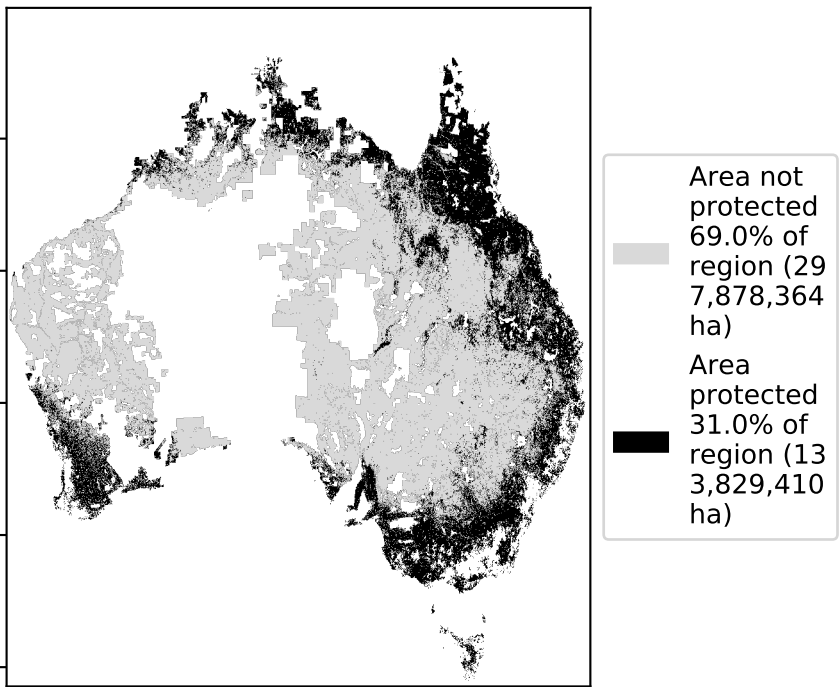 Area not
protected
69.0% of
region (29
7,878,364
ha)
Area
protected
31.0% of
region (13
3,829,410
ha)